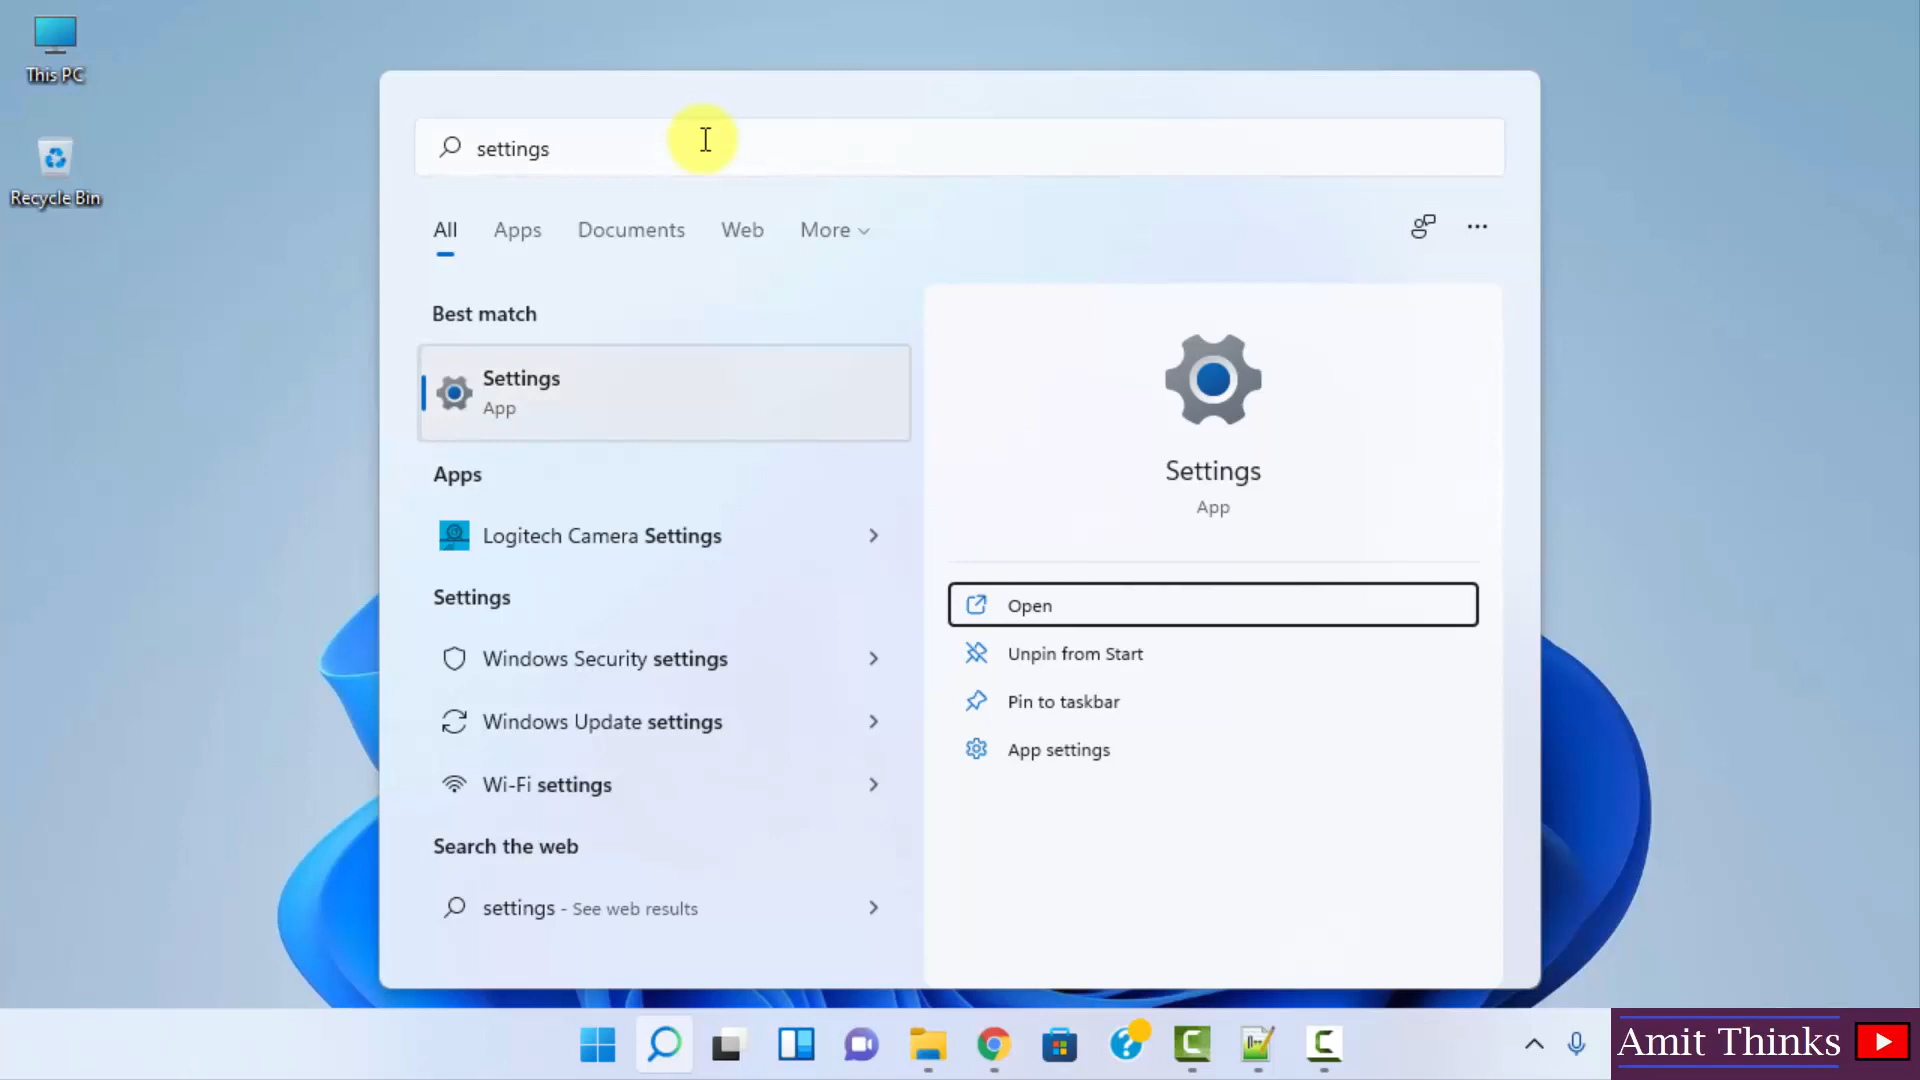 This PC
Recycle Bin
settings
All Apps Documents Web More
Best match
Settings
App
Apps
Logitech Camera Settings
Settings
Windows Security settings
Windows Update settings
Wi-Fi settings
Search the web
settings - See web results
Settings
App
Open
Unpin from Start
Pin to taskbar
App settings
Amit Thinks